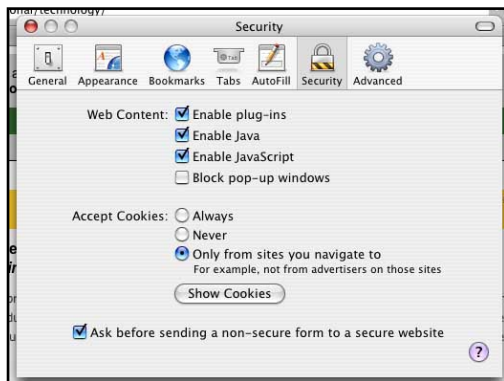 onal/technology/
Security
General Appearance Bookmarks Tabs AutoFill Security Advanced
Web Content: Enable plug-ins
Enable Java
Enable JavaScript
Block pop-up windows
Accept Cookies: Always
Never
Only from sites you navigate to
For example, not from advertisers on those sites
Show Cookies
Ask before sending a non-secure form to a secure website
?